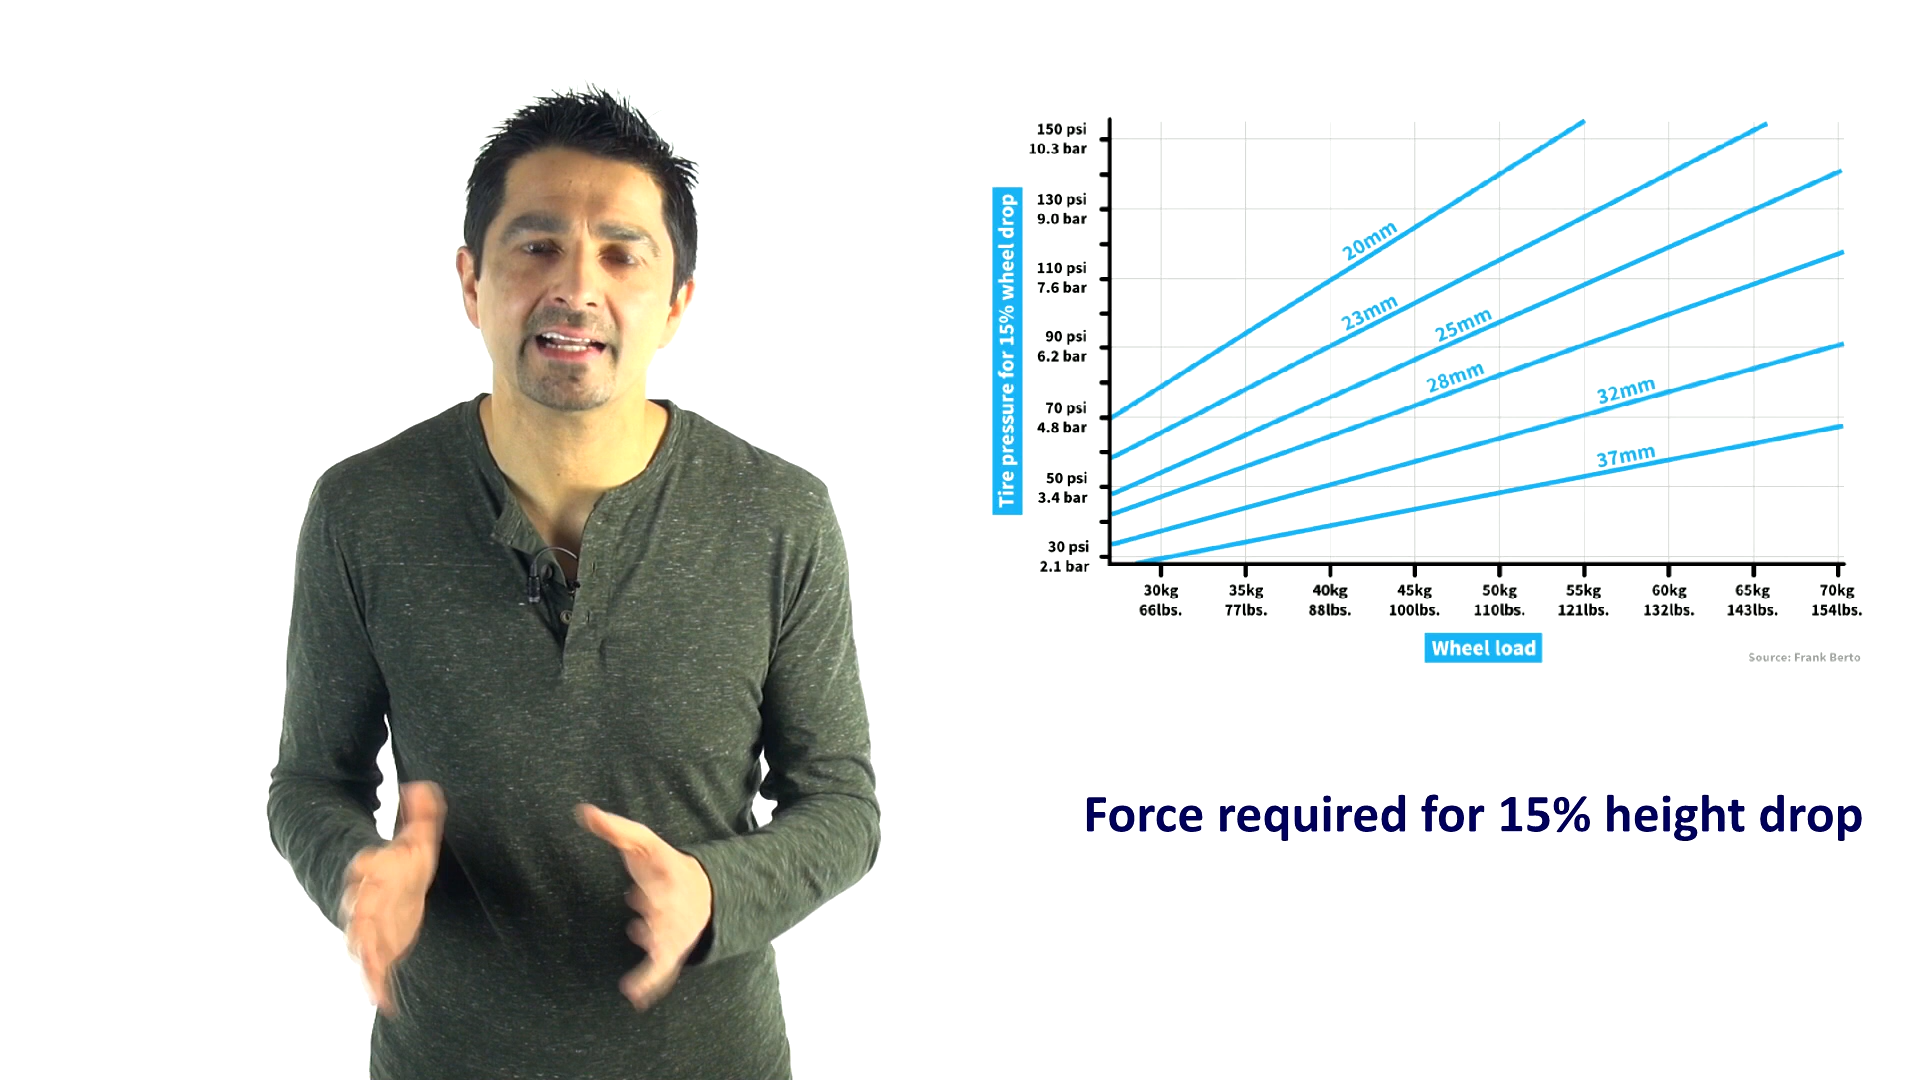 150 psi
10.3 bar
130 psi
9.0 bar
110 psi
7.6 bar
90 psi
6.2 bar
70 psi
4.8 bar
50 psi
3.4 bar
30 psi
2.1 bar
Tire pressure for 15% wheel drop
20mm
23mm
25mm
28mm
32mm
37mm
30kg 35kg 40kg 45kg 50kg 55kg 60kg 65kg 70kg
66lbs. 77lbs. 88lbs. 100lbs. 110lbs. 121lbs. 132lbs. 143lbs. 154lbs.
Wheel load
Source: Frank Berto
Force required for 15% height drop